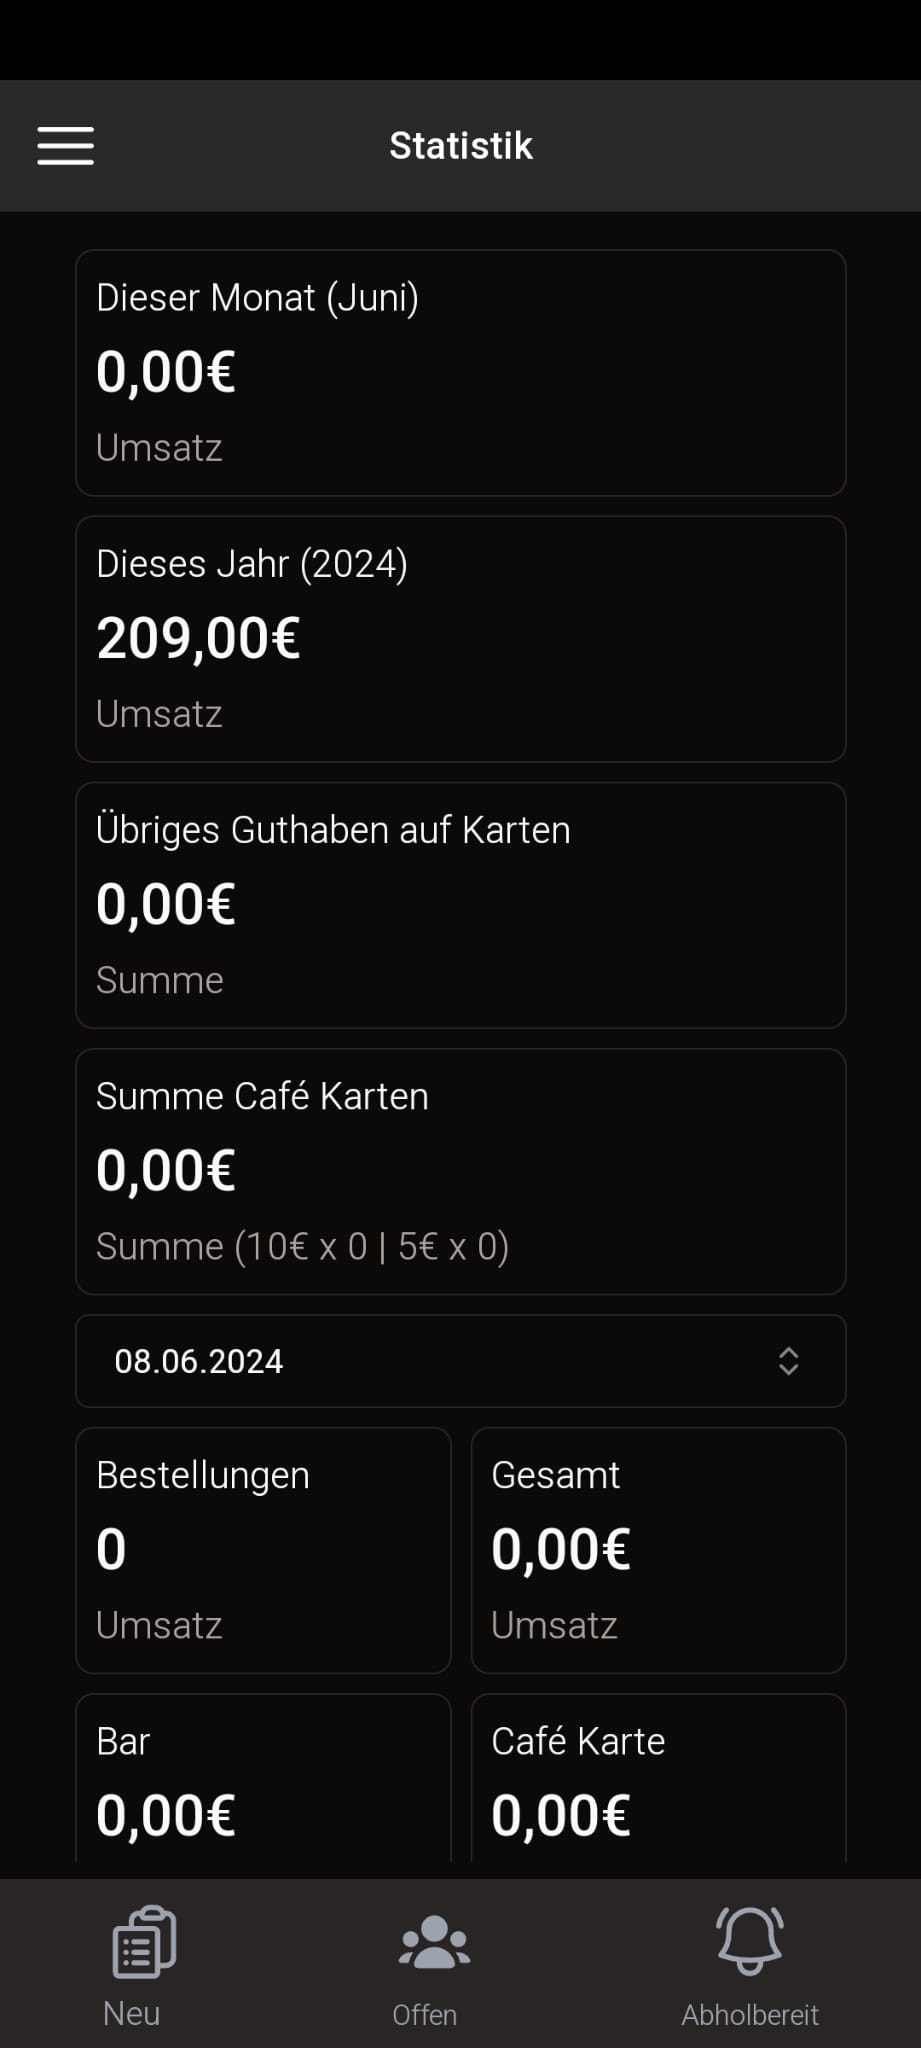 Statistik
Dieser Monat (Juni)
0,00€
Umsatz
Dieses Jahr (2024)
209,00€
Umsatz
Übriges Guthaben auf Karten
0,00€
Summe
Summe Café Karten
0,00€
Summe (10€ x 0 | 5€ x 0)
08.06.2024
Bestellungen
0
Umsatz
Gesamt
0,00€
Umsatz
Bar
0,00€
Café Karte
0,00€
Neu
Offen
Abholbereit